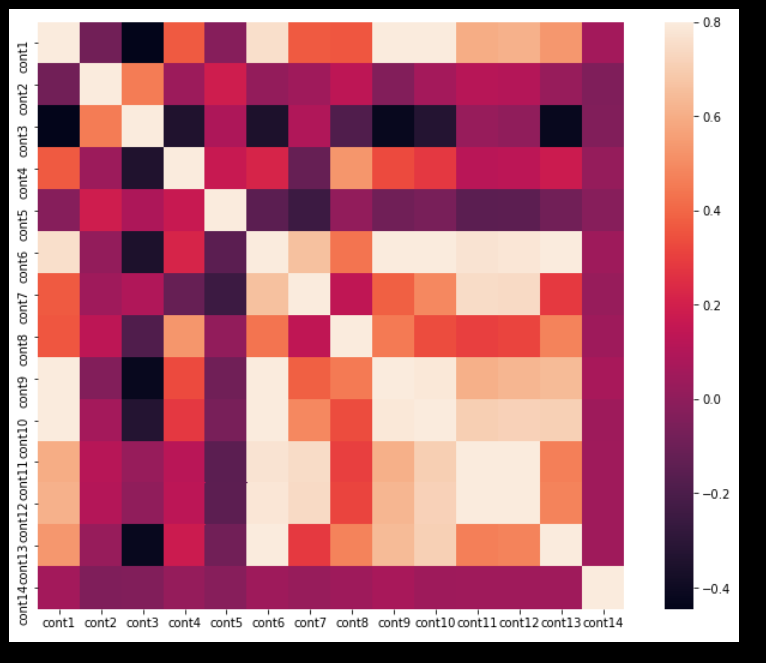 cont1
cont2
cont3
cont4
cont5
cont6
cont7
cont8
cont9
cont10
cont11
cont12
cont13
cont14
cont1 cont2 cont3 cont4 cont5 cont6 cont7 cont8 cont9 cont10 cont11 cont12 cont13 cont14
0.8
0.6
0.4
0.2
0.0
−0.2
−0.4